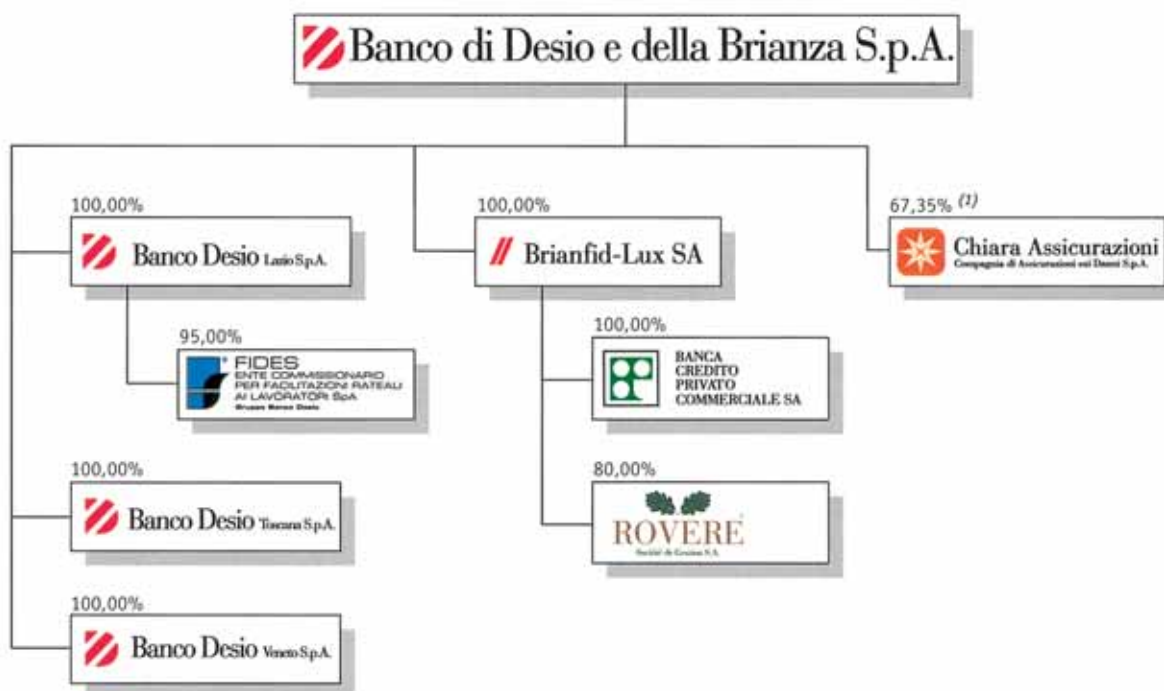 Banco di Desio e della Brianza S.p.A.
100,00%
Banco Desio Lazio S.p.A.
95,00%
FIDES
ENTE COMMISSIONARIO
PER FACILITAZIONI RATEALI
AI LAVORATORI SpA
Gruppo Banco Desio
100,00%
Banco Desio Toscana S.p.A.
100,00%
Banco Desio Veneto S.p.A.
100,00%
Brianfid-Lux SA
100,00%
BANCA
CREDITO
PRIVATO
COMMERCIALE SA
80,00%
ROVERE
Société de Gestion S.A.
67,35% (1)
Chiara Assicurazioni
Compagnia di Assicurazioni sui Danni S.p.A.